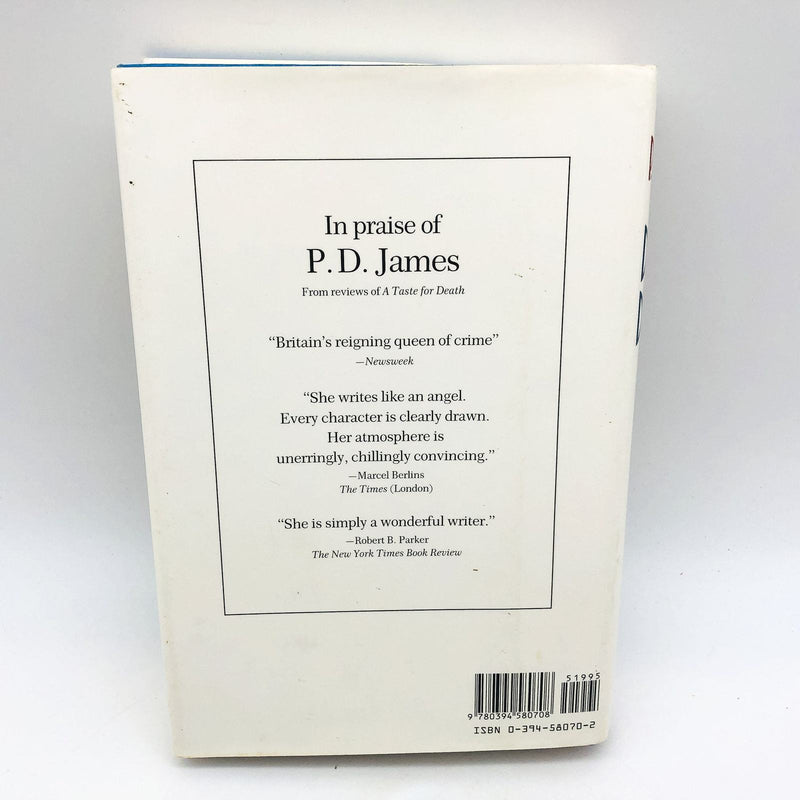 In praise of
P.D. James
From reviews of A Taste for Death
“Britain’s reigning queen of crime”
—Newsweek
“She writes like an angel.
Every character is clearly drawn.
Her atmosphere is
unerringly, chillingly convincing.”
—Marcel Berlins
The Times (London)
“She is simply a wonderful writer.”
—Robert B. Parker
The New York Times Book Review
51995
9 780394 580708
ISBN 0-394-58070-2